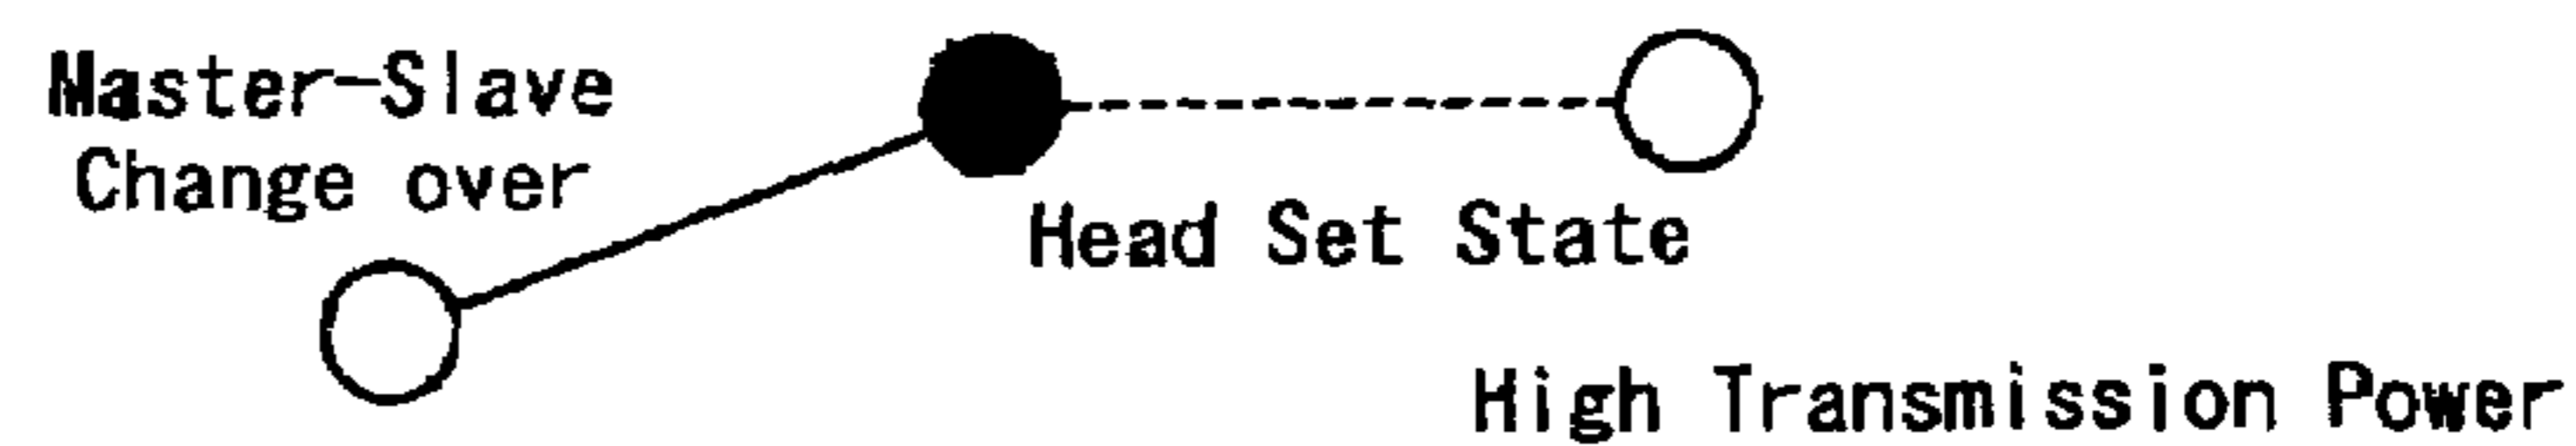 Master-Slave
Change over
Head Set State
High Transmission Power